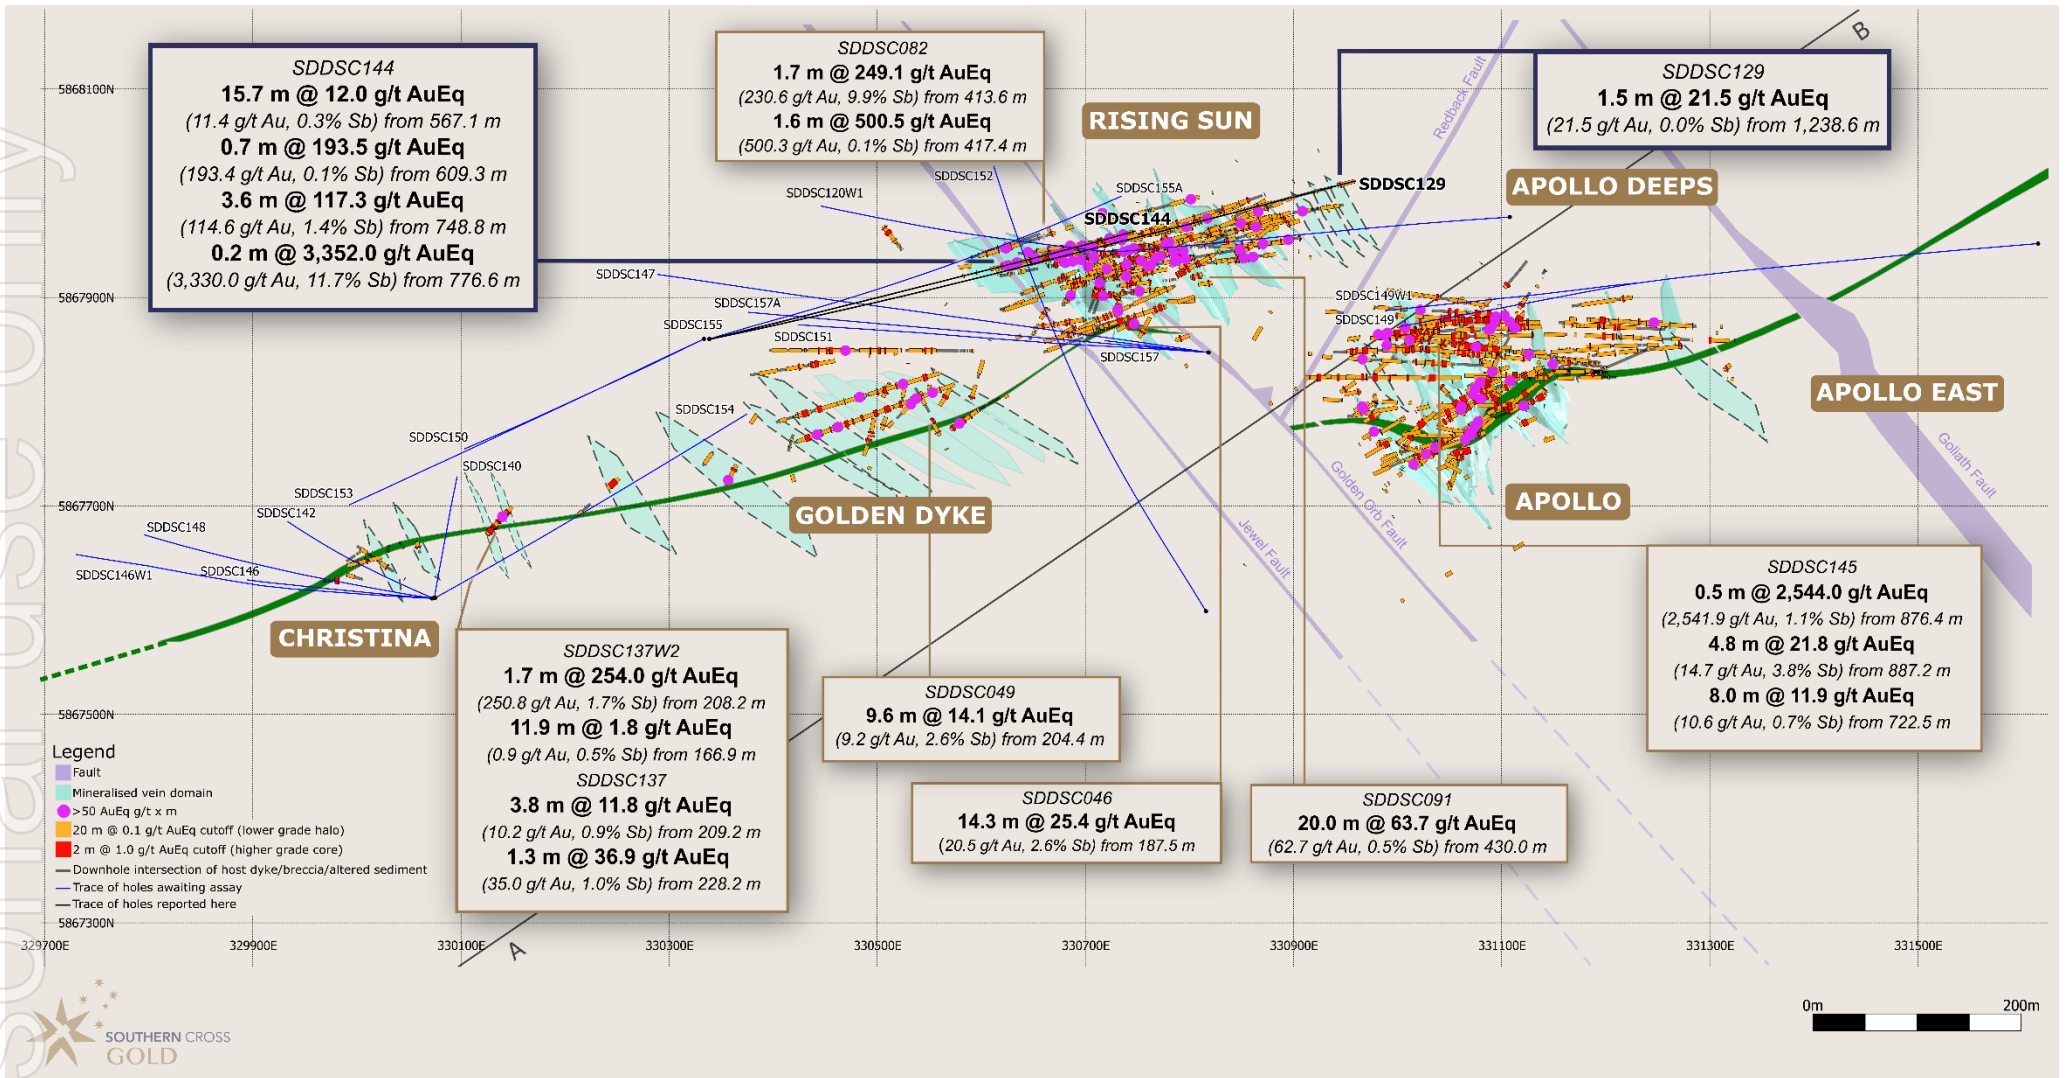 SDDSC144
15.7 m @ 12.0 g/t AuEq
(11.4 g/t Au, 0.3% Sb) from 567.1 m
0.7 m @ 193.5 g/t AuEq
(193.4 g/t Au, 0.1% Sb) from 609.3 m
3.6 m @ 117.3 g/t AuEq
(114.6 g/t Au, 1.4% Sb) from 748.8 m
0.2 m @ 3,352.0 g/t AuEq
(3,330.0 g/t Au, 11.7% Sb) from 776.6 m
SDDSC082
1.7 m @ 249.1 g/t AuEq
(230.6 g/t Au, 9.9% Sb) from 413.6 m
1.6 m @ 500.5 g/t AuEq
(500.3 g/t Au, 0.1% Sb) from 417.4 m
SDDSC129
1.5 m @ 21.5 g/t AuEq
(21.5 g/t Au, 0.0% Sb) from 1,238.6 m
B
RISING SUN
Redback Fault
APOLLO DEEPS
5868100N
5867900N
5867700N
5867500N
5867300N
SDDSC152
SDDSC120W1
SDDSC155A
SDDSC129
SDDSC144
SDDSC147
SDDSC157A
SDDSC155
SDDSC151
SDDSC157
SDDSC149W1
SDDSC149
SDDSC154
SDDSC150
SDDSC140
SDDSC153
SDDSC142
SDDSC148
SDDSC146
SDDSC146W1
APOLLO EAST
Goliath Fault
Golden Orb Fault
Jewel Fault
GOLDEN DYKE
APOLLO
CHRISTINA
SDDSC137W2
1.7 m @ 254.0 g/t AuEq
(250.8 g/t Au, 1.7% Sb) from 208.2 m
11.9 m @ 1.8 g/t AuEq
(0.9 g/t Au, 0.5% Sb) from 166.9 m
SDDSC137
3.8 m @ 11.8 g/t AuEq
(10.2 g/t Au, 0.9% Sb) from 209.2 m
1.3 m @ 36.9 g/t AuEq
(35.0 g/t Au, 1.0% Sb) from 228.2 m
SDDSC049
9.6 m @ 14.1 g/t AuEq
(9.2 g/t Au, 2.6% Sb) from 204.4 m
SDDSC046
14.3 m @ 25.4 g/t AuEq
(20.5 g/t Au, 2.6% Sb) from 187.5 m
SDDSC091
20.0 m @ 63.7 g/t AuEq
(62.7 g/t Au, 0.5% Sb) from 430.0 m
SDDSC145
0.5 m @ 2,544.0 g/t AuEq
(2,541.9 g/t Au, 1.1% Sb) from 876.4 m
4.8 m @ 21.8 g/t AuEq
(14.7 g/t Au, 3.8% Sb) from 887.2 m
8.0 m @ 11.9 g/t AuEq
(10.6 g/t Au, 0.7% Sb) from 722.5 m
Legend
Fault
Mineralised vein domain
>50 AuEq g/t x m
20 m @ 0.1 g/t AuEq cutoff (lower grade halo)
2 m @ 1.0 g/t AuEq cutoff (higher grade core)
Downhole intersection of host dyke/breccia/altered sediment
Trace of holes awaiting assay
Trace of holes reported here
A
329700E 329900E 330100E 330300E 330500E 330700E 330900E 331100E 331300E 331500E
0m 200m
SOUTHERN CROSS
GOLD